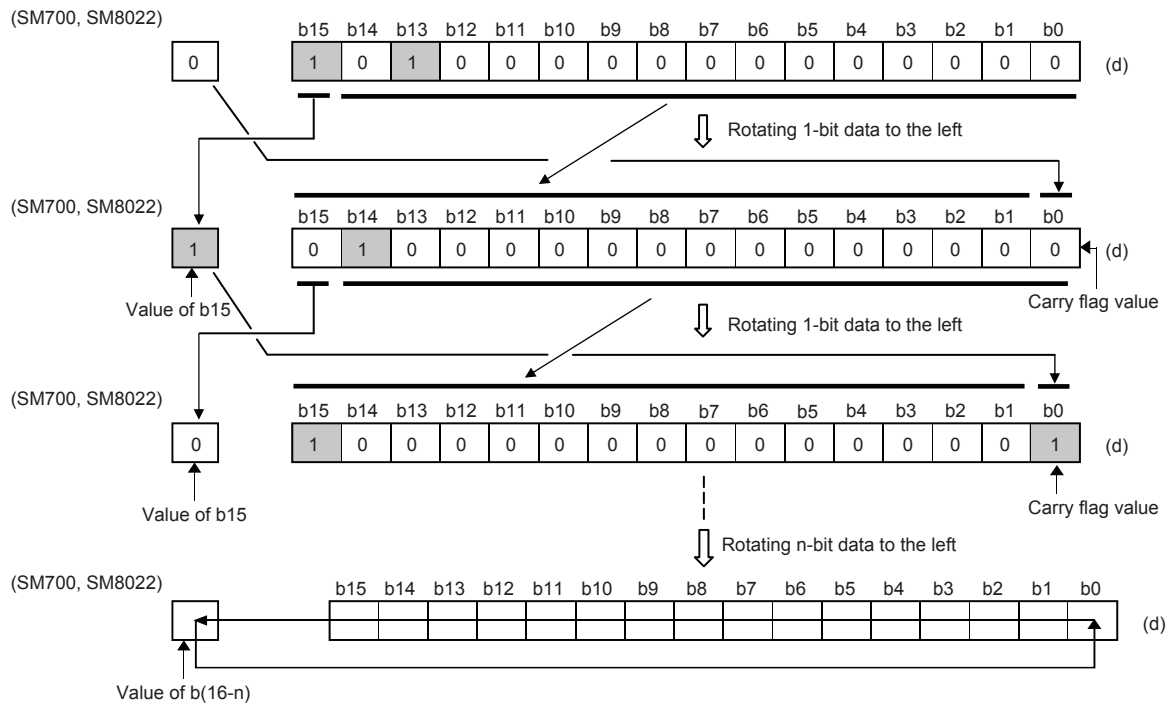 (SM700, SM8022)
b15 b14 b13 b12 b11 b10 b9 b8 b7 b6 b5 b4 b3 b2 b1 b0
0 1 0 1 0 0 0 0 0 0 0 0 0 0 0 0 0 (d)
Rotating 1-bit data to the left
(SM700, SM8022)
b15 b14 b13 b12 b11 b10 b9 b8 b7 b6 b5 b4 b3 b2 b1 b0
1 0 1 0 0 0 0 0 0 0 0 0 0 0 0 0 0 (d)
Value of b15 Carry flag value
Rotating 1-bit data to the left
(SM700, SM8022)
b15 b14 b13 b12 b11 b10 b9 b8 b7 b6 b5 b4 b3 b2 b1 b0
0 1 0 0 0 0 0 0 0 0 0 0 0 0 0 0 1 (d)
Value of b15 Carry flag value
Rotating n-bit data to the left
(SM700, SM8022)
b15 b14 b13 b12 b11 b10 b9 b8 b7 b6 b5 b4 b3 b2 b1 b0
(d)
Value of b(16-n)